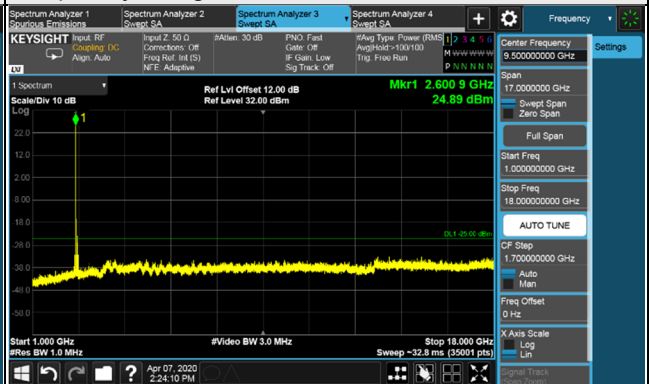 Spectrum Analyzer 1
Spurious Emissions
Spectrum Analyzer 2
Swept SA
Spectrum Analyzer 3
Swept SA
Spectrum Analyzer 4
Swept SA
+
Frequency
KEYSIGHT
Input: RF
Coupling: DC
Align: Auto
LXI
Input Z: 50 Ω
Corrections: Off
Freq Ref: Int (S)
NFE: Adaptive
#Atten: 30 dB
PNO: Fast
Gate: Off
IF Gain: Low
Sig Track: Off
#Avg Type: Power (RMS
Avg|Hold:>100/100
Trig: Free Run
1 2 3 4 5 6
M W W W W W
P N N N N N
Center Frequency
9.500000000 GHz
Settings
Span
17.0000000 GHz
Swept Span
Zero Span
Full Span
Start Freq
1.000000000 GHz
Stop Freq
18.000000000 GHz
AUTO TUNE
CF Step
1.700000000 GHz
Auto
Man
Freq Offset
0 Hz
X Axis Scale
Log
Lin
Signal Track
(Span Zoom)
1 Spectrum
Scale/Div 10 dB
Log
Ref Lvl Offset 12.00 dB
Ref Level 32.00 dBm
Mkr1 2.600 9 GHz
24.89 dBm
1
22.0
12.0
2.00
-8.00
-18.0
-28.0
-38.0
-48.0
-58.0
DL1 -25.00 dBm
Start 1.000 GHz
#Res BW 1.0 MHz
#Video BW 3.0 MHz
Stop 18.000 GHz
Sweep ~32.8 ms (35001 pts)
?
Apr 07, 2020
2:24:10 PM